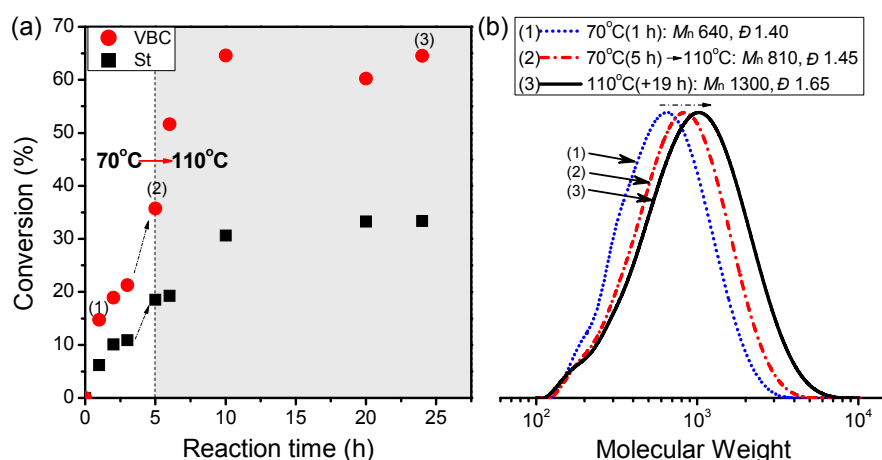 (a)
VBC
St
(3)
70°C → 110°C
(2)
(1)
70
60
50
40
30
20
10
0
0 5 10 15 20 25
Conversion (%)
Reaction time (h)
(b)
(1) 70°C(1 h): Mn 640, Đ 1.40
(2) 70°C(5 h) → 110°C: Mn 810, Đ 1.45
(3) 110°C(+19 h): Mn 1300, Đ 1.65
(1)
(2)
(3)
10² 10³ 10⁴
Molecular Weight